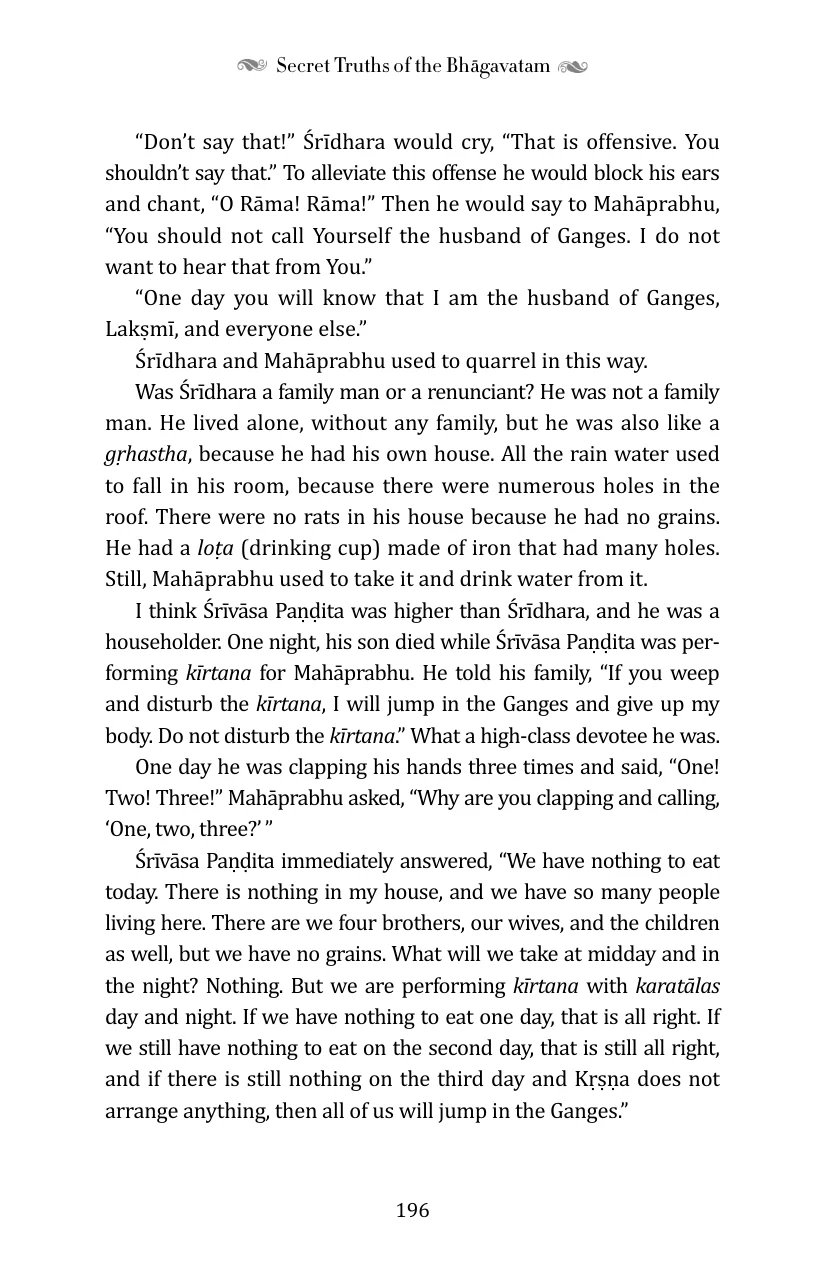 Secret Truths of the Bhāgavatam
“Don’t say that!” Śrīdhara would cry, “That is offensive. You
shouldn’t say that.” To alleviate this offense he would block his ears
and chant, “O Rāma! Rāma!” Then he would say to Mahāprabhu,
“You should not call Yourself the husband of Ganges. I do not
want to hear that from You.”
“One day you will know that I am the husband of Ganges,
Lakṣmī, and everyone else.”
Śrīdhara and Mahāprabhu used to quarrel in this way.
Was Śrīdhara a family man or a renunciant? He was not a family
man. He lived alone, without any family, but he was also like a
gṛhastha, because he had his own house. All the rain water used
to fall in his room, because there were numerous holes in the
roof. There were no rats in his house because he had no grains.
He had a loṭa (drinking cup) made of iron that had many holes.
Still, Mahāprabhu used to take it and drink water from it.
I think Śrīvāsa Paṇḍita was higher than Śrīdhara, and he was a
householder. One night, his son died while Śrīvāsa Paṇḍita was per-
forming kīrtana for Mahāprabhu. He told his family, “If you weep
and disturb the kīrtana, I will jump in the Ganges and give up my
body. Do not disturb the kīrtana.” What a high-class devotee he was.
One day he was clapping his hands three times and said, “One!
Two! Three!” Mahāprabhu asked, “Why are you clapping and calling,
‘One, two, three?’ ”
Śrīvāsa Paṇḍita immediately answered, “We have nothing to eat
today. There is nothing in my house, and we have so many people
living here. There are we four brothers, our wives, and the children
as well, but we have no grains. What will we take at midday and in
the night? Nothing. But we are performing kīrtana with karatālas
day and night. If we have nothing to eat one day, that is all right. If
we still have nothing to eat on the second day, that is still all right,
and if there is still nothing on the third day and Kṛṣṇa does not
arrange anything, then all of us will jump in the Ganges.”
196